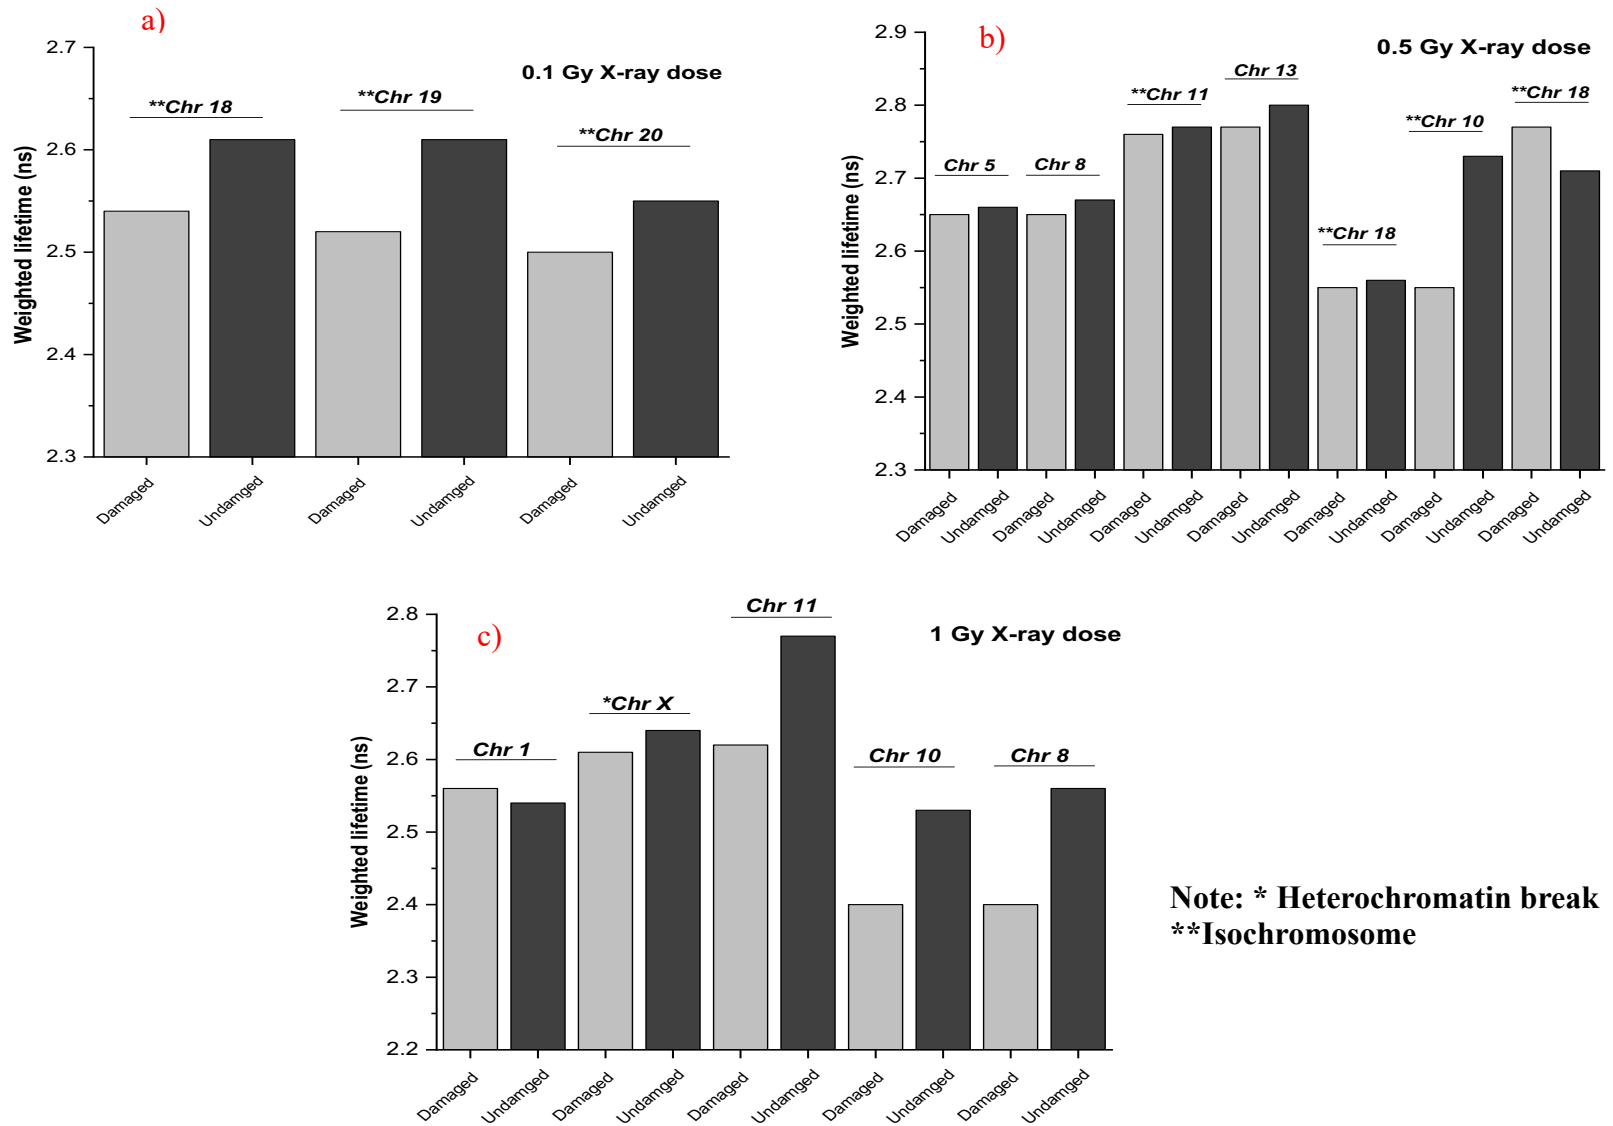 a)
0.1 Gy X-ray dose
Weighted lifetime (ns)
2.7
2.6
2.5
2.4
2.3
**Chr 18
**Chr 19
**Chr 20
Damaged
Undamged
Damaged
Undamged
Damaged
Undamged
b)
0.5 Gy X-ray dose
Weighted lifetime (ns)
2.9
2.8
2.7
2.6
2.5
2.4
2.3
Chr 5
Chr 8
**Chr 11
Chr 13
**Chr 18
**Chr 10
**Chr 18
Damaged
Undamged
Damaged
Undamged
Damaged
Undamged
Damaged
Undamged
Damaged
Undamged
Damaged
Undamged
Damaged
Undamged
c)
1 Gy X-ray dose
Weighted lifetime (ns)
2.8
2.7
2.6
2.5
2.4
2.3
2.2
Chr 1
*Chr X
Chr 11
Chr 10
Chr 8
Damaged
Undamged
Damaged
Undamged
Damaged
Undamged
Damaged
Undamged
Damaged
Undamged
Note: * Heterochromatin break
**Isochromosome